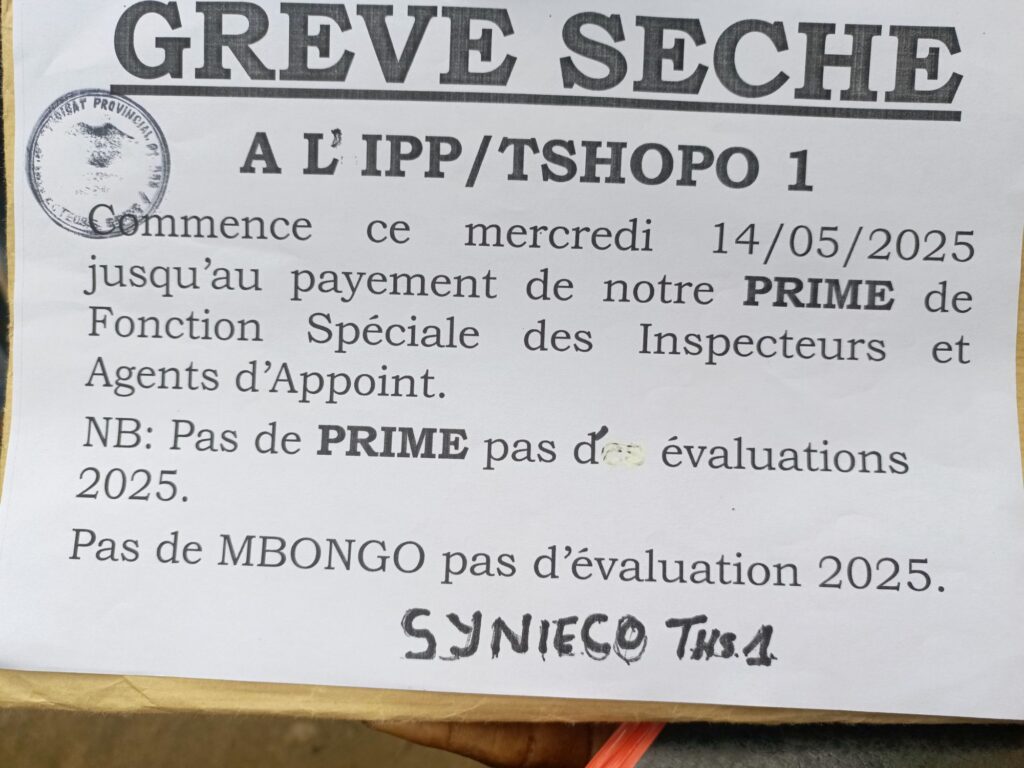 GREVE SECHE
A L' IPP/TSHOPO 1
Commence ce mercredi 14/05/2025
jusqu'au payement de notre PRIME de
Fonction Spéciale des Inspecteurs et
Agents d'Appoint.
NB: Pas de PRIME pas d' évaluations
2025.
Pas de MBONGO pas d'évaluation 2025.
SYNIECO THS.1